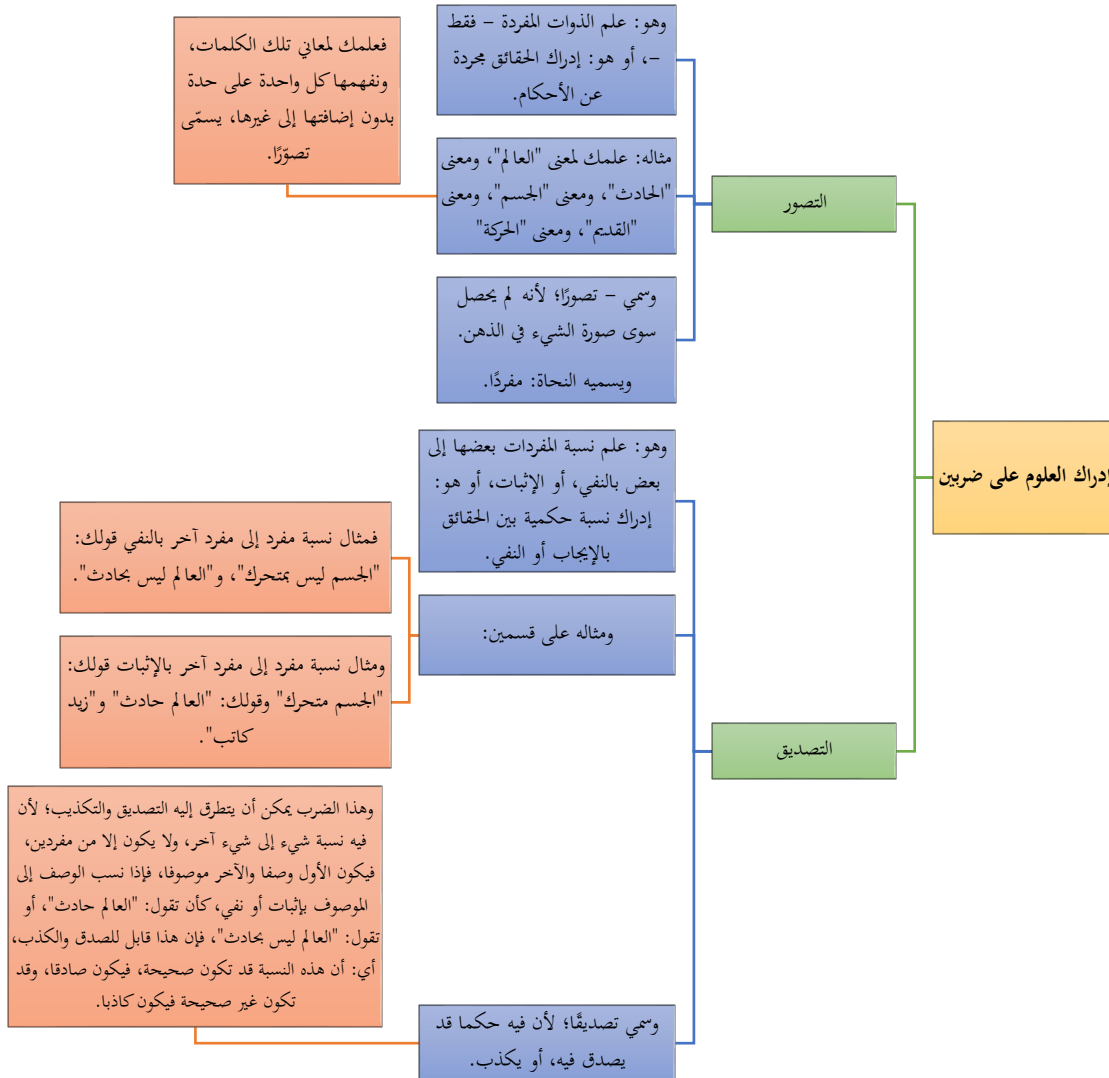 إدراك العلوم على ضربين
التصور
وهو: علم الذوات المفردة – فقط
–، أو هو: إدراك الحقائق مجردة
عن الأحكام.
مثاله: علمك لمعنى "العالم"، ومعنى
"الحادث"، ومعنى "الجسم"، ومعنى
"القديم"، ومعنى "الحركة"
فعلمك لمعاني تلك الكلمات،
ونفهمها كل واحدة على حدة
بدون إضافتها إلى غيرها، يسمّى
تصوّرًا.
وسمي – تصورًا؛ لأنه لم يحصل
سوى صورة الشيء في الذهن.
ويسميه النحاة: مفردًا.
التصديق
وهو: علم نسبة المفردات بعضها إلى
بعض بالنفي، أو الإثبات، أو هو:
إدراك نسبة حكمية بين الحقائق
بالإيجاب أو النفي.
ومثاله على قسمين:
فمثال نسبة مفرد إلى مفرد آخر بالنفي قولك:
"الجسم ليس بمتحرك"، و"العالم ليس بحادث".
ومثال نسبة مفرد إلى مفرد آخر بالإثبات قولك:
"الجسم متحرك" وقولك: "العالم حادث" و"زيد
كاتب".
وسمي تصديقًا؛ لأن فيه حكما قد
يصدق فيه، أو يكذب.
وهذا الضرب يمكن أن يتطرق إليه التصديق والتكذيب؛ لأن
فيه نسبة شيء إلى شيء آخر، ولا يكون إلا من مفردين،
فيكون الأول وصفا والآخر موصوفا، فإذا نسب الوصف إلى
الموصوف بإثبات أو نفي، كأن تقول: "العالم حادث"، أو
تقول: "العالم ليس بحادث"، فإن هذا قابل للصدق والكذب،
أي: أن هذه النسبة قد تكون صحيحة، فيكون صادقا، وقد
تكون غير صحيحة فيكون كاذبا.